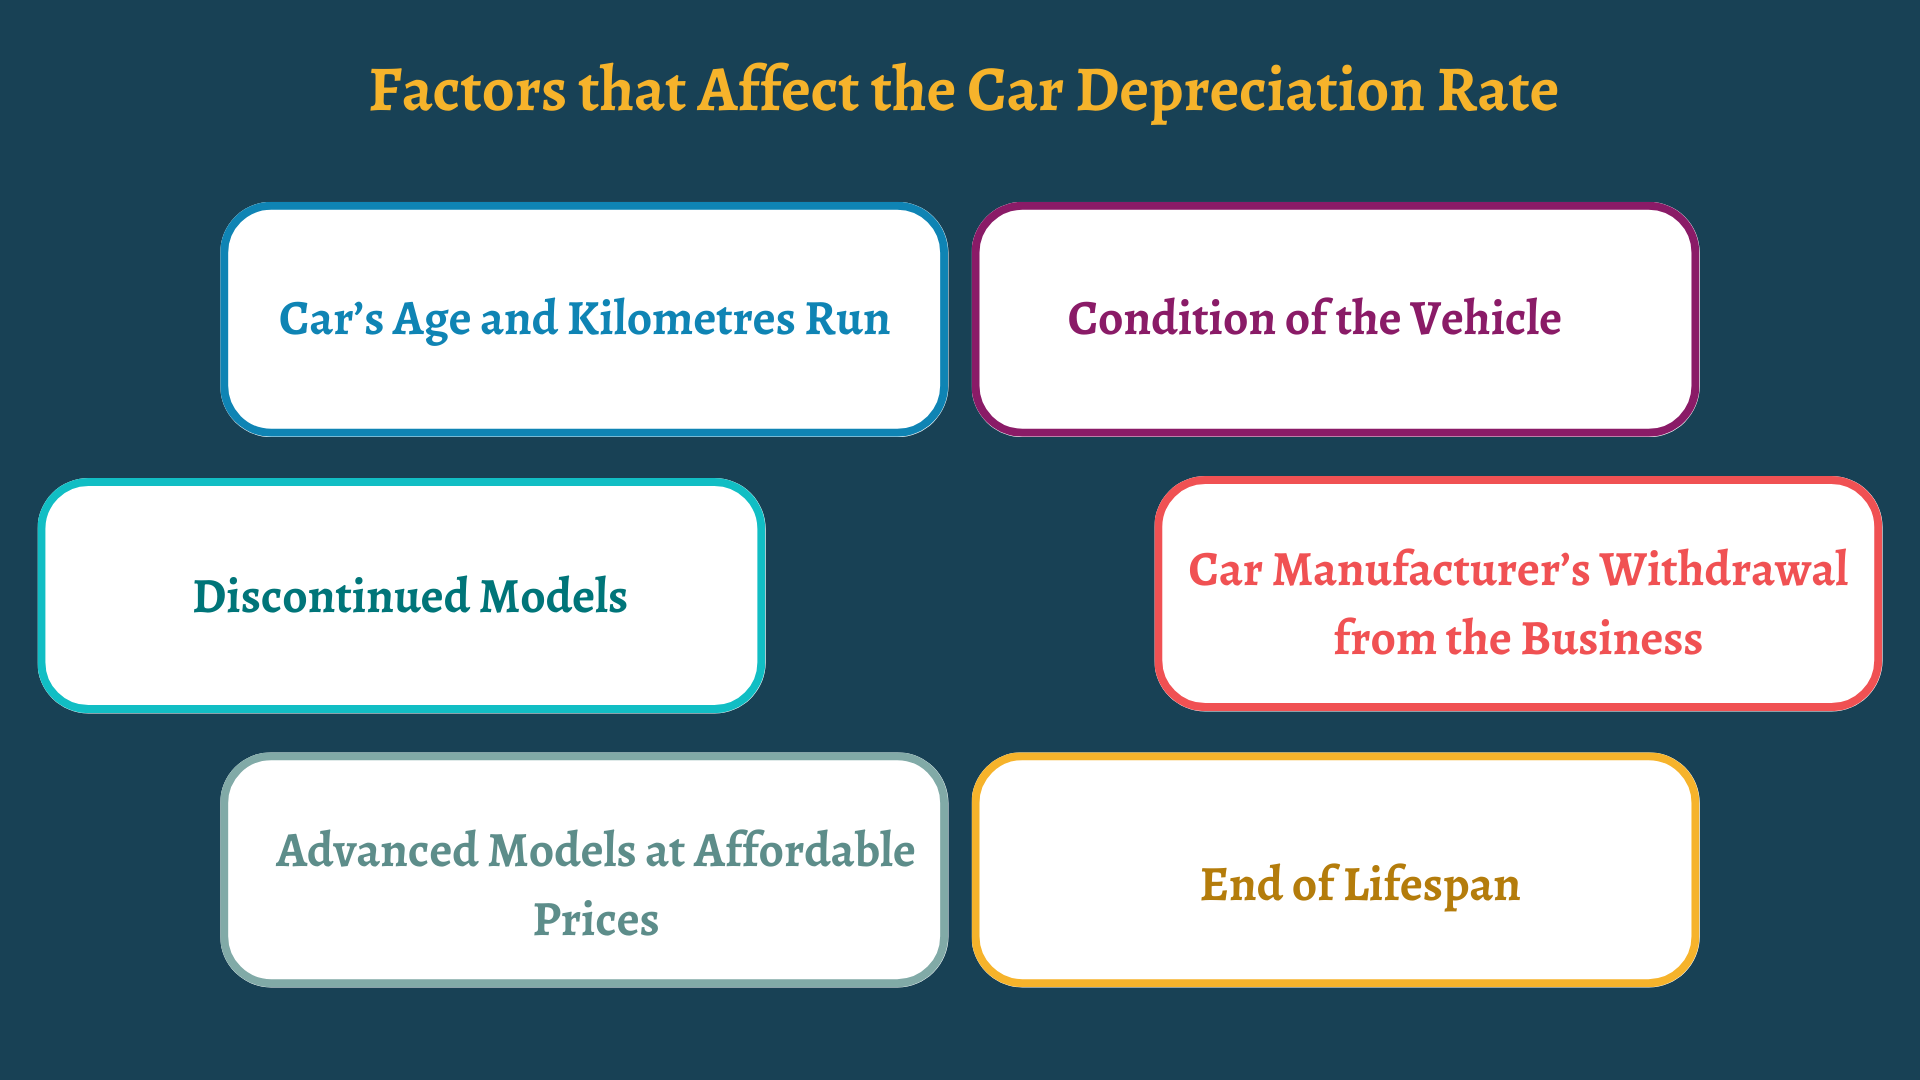 Factors that Affect the Car Depreciation Rate
Car’s Age and Kilometres Run
Condition of the Vehicle
Discontinued Models
Car Manufacturer’s Withdrawal
from the Business
Advanced Models at Affordable
Prices
End of Lifespan